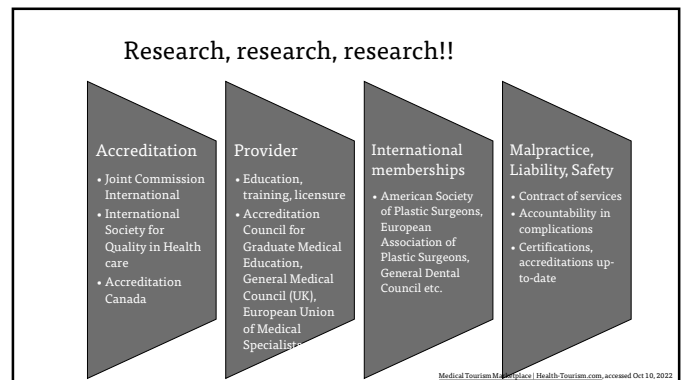 Research, research, research!!
Accreditation
• Joint Commission
International
• International
Society for
Quality in Health
care
• Accreditation
Canada
Provider
• Education,
training, licensure
• Accreditation
Council for
Graduate Medical
Education,
General Medical
Council (UK),
European Union
of Medical
Specialists
International
memberships
• American Society
of Plastic Surgeons,
European
Association of
Plastic Surgeons,
General Dental
Council etc.
Malpractice,
Liability, Safety
• Contract of services
• Accountability in
complications
• Certifications,
accreditations up-
to-date
Medical Tourism Marketplace | Health-Tourism.com, accessed Oct 10, 2022